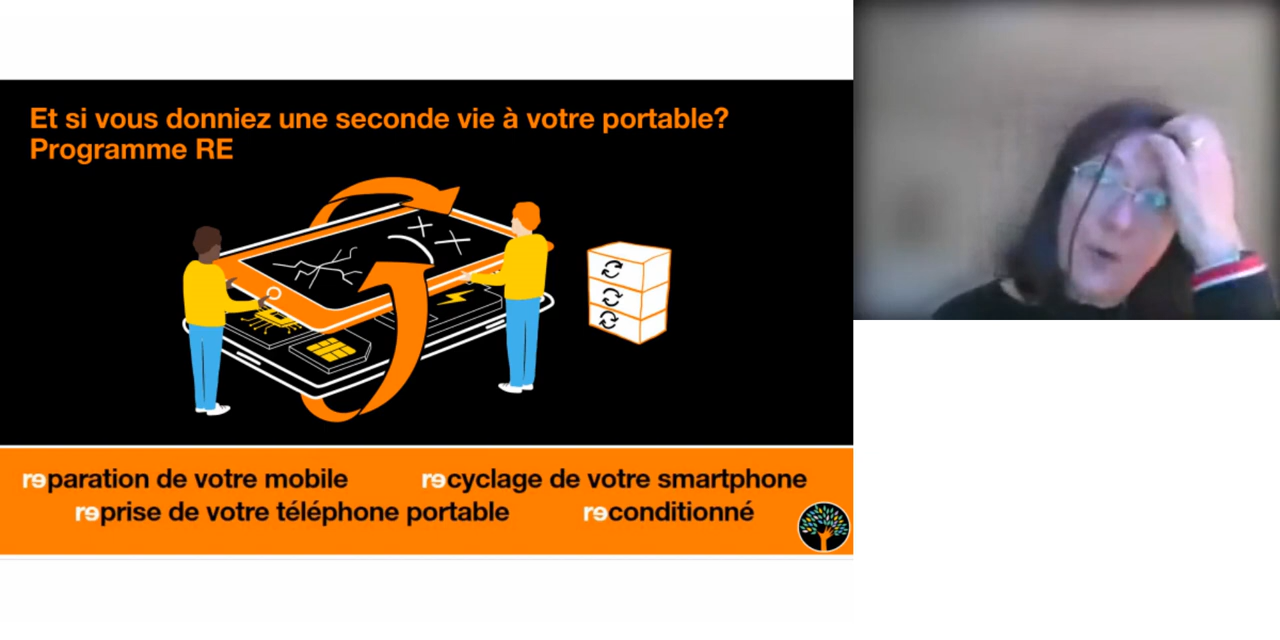 Et si vous donniez une seconde vie à votre portable?
Programme RE
reparation de votre mobile recyclage de votre smartphone
reprise de votre téléphone portable reconditionné